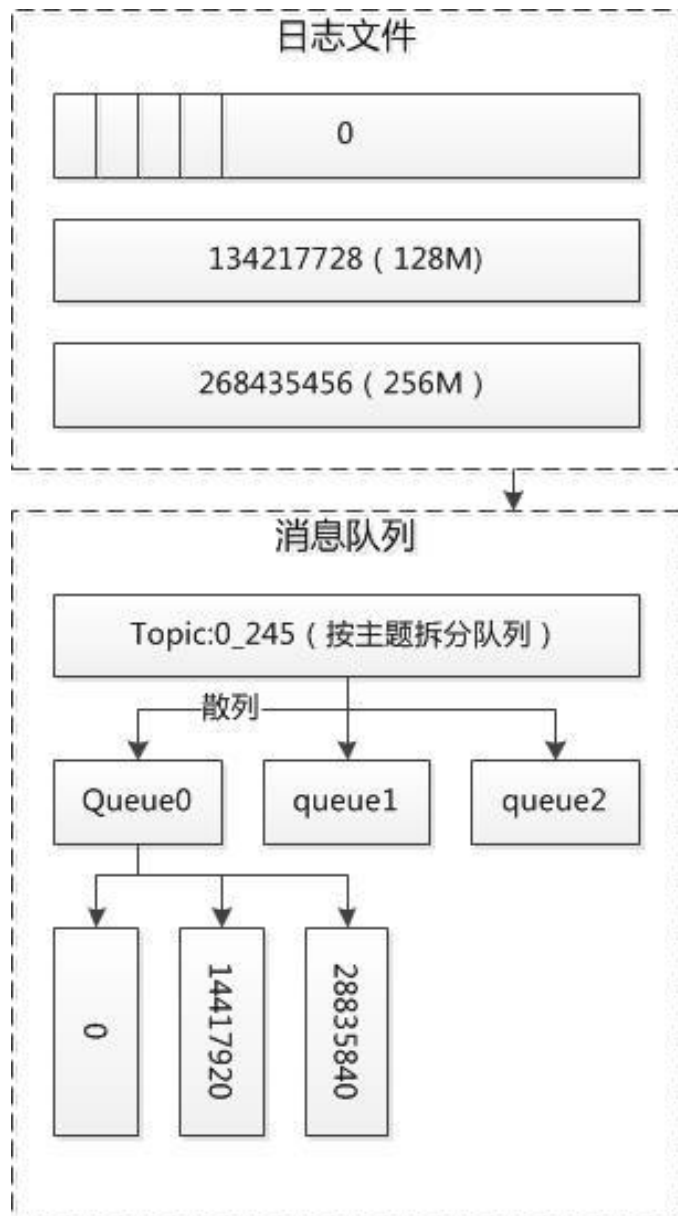 日志文件
0
134217728 ( 128M)
268435456 ( 256M )
消息队列
Topic:0_245 ( 按主题拆分队列 )
散列
Queue0
queue1
queue2
0
14417920
28835840